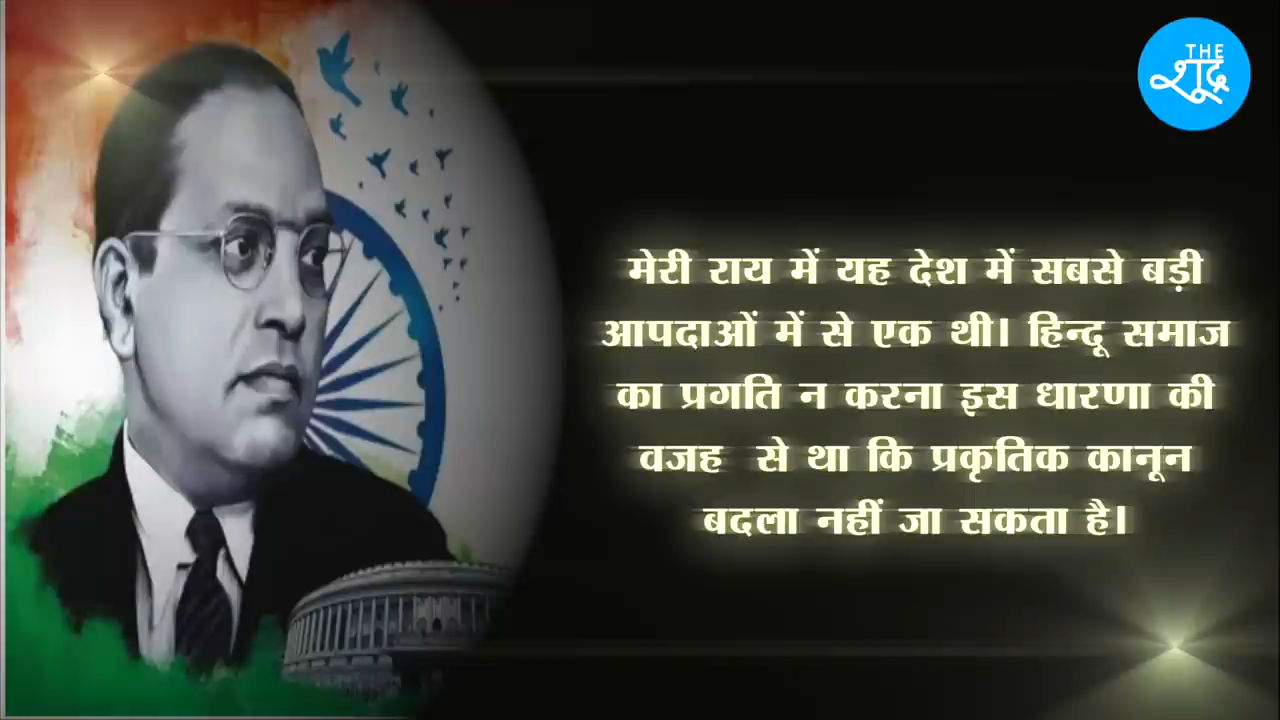 THE
शूद्र
मेरी राय में यह देश में सबसे बड़ी
आपदाओं में से एक थी। हिन्दू समाज
का प्रगति न करना इस धारणा की
वजह से था कि प्रकृतिक कानून
बदला नहीं जा सकता है।